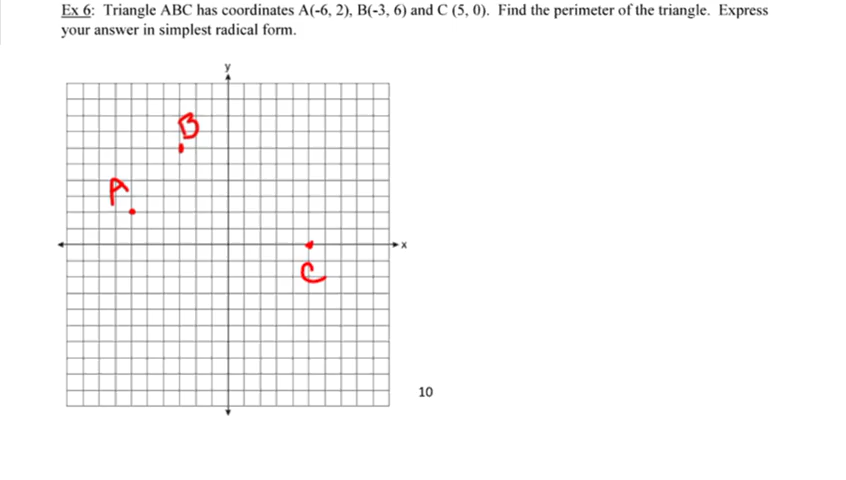 Ex 6: Triangle ABC has coordinates A(-6, 2), B(-3, 6) and C (5, 0). Find the perimeter of the triangle. Express
your answer in simplest radical form.
y
B
A
x
C
10